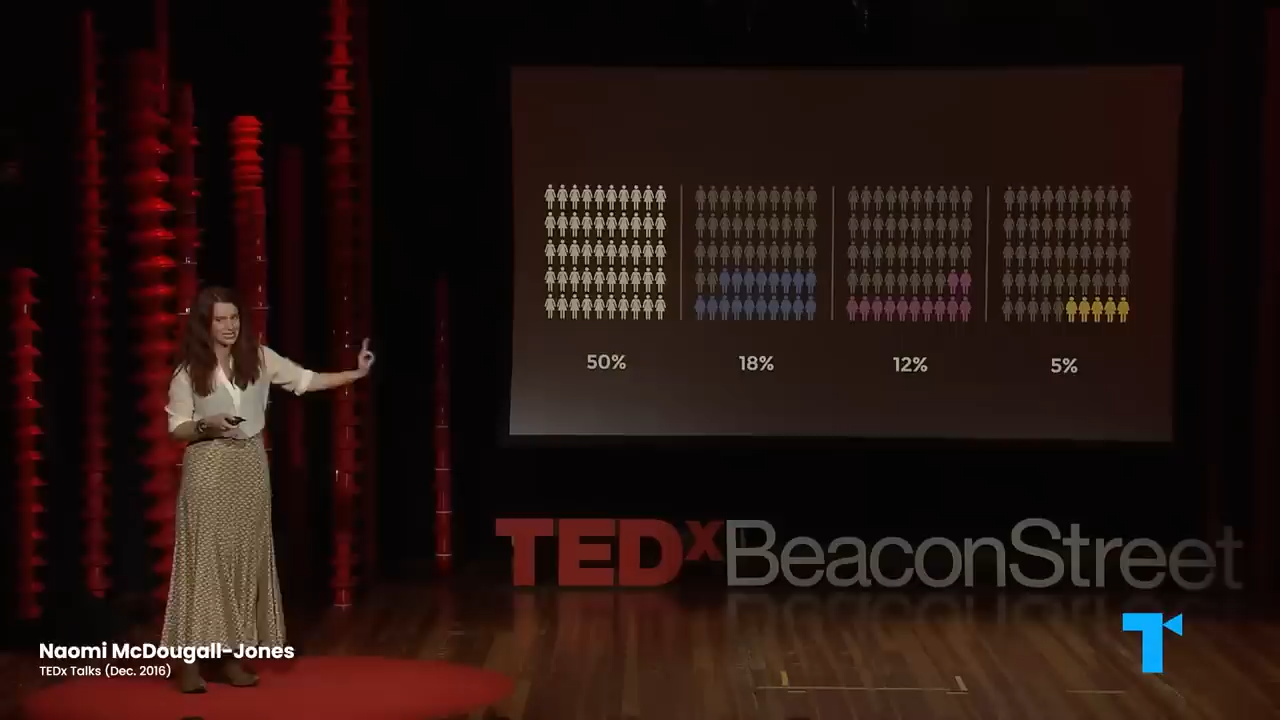 50% 18% 12% 5%
TEDxBeaconStreet
Naomi McDougall-Jones
TEDx Talks (Dec. 2016)
T